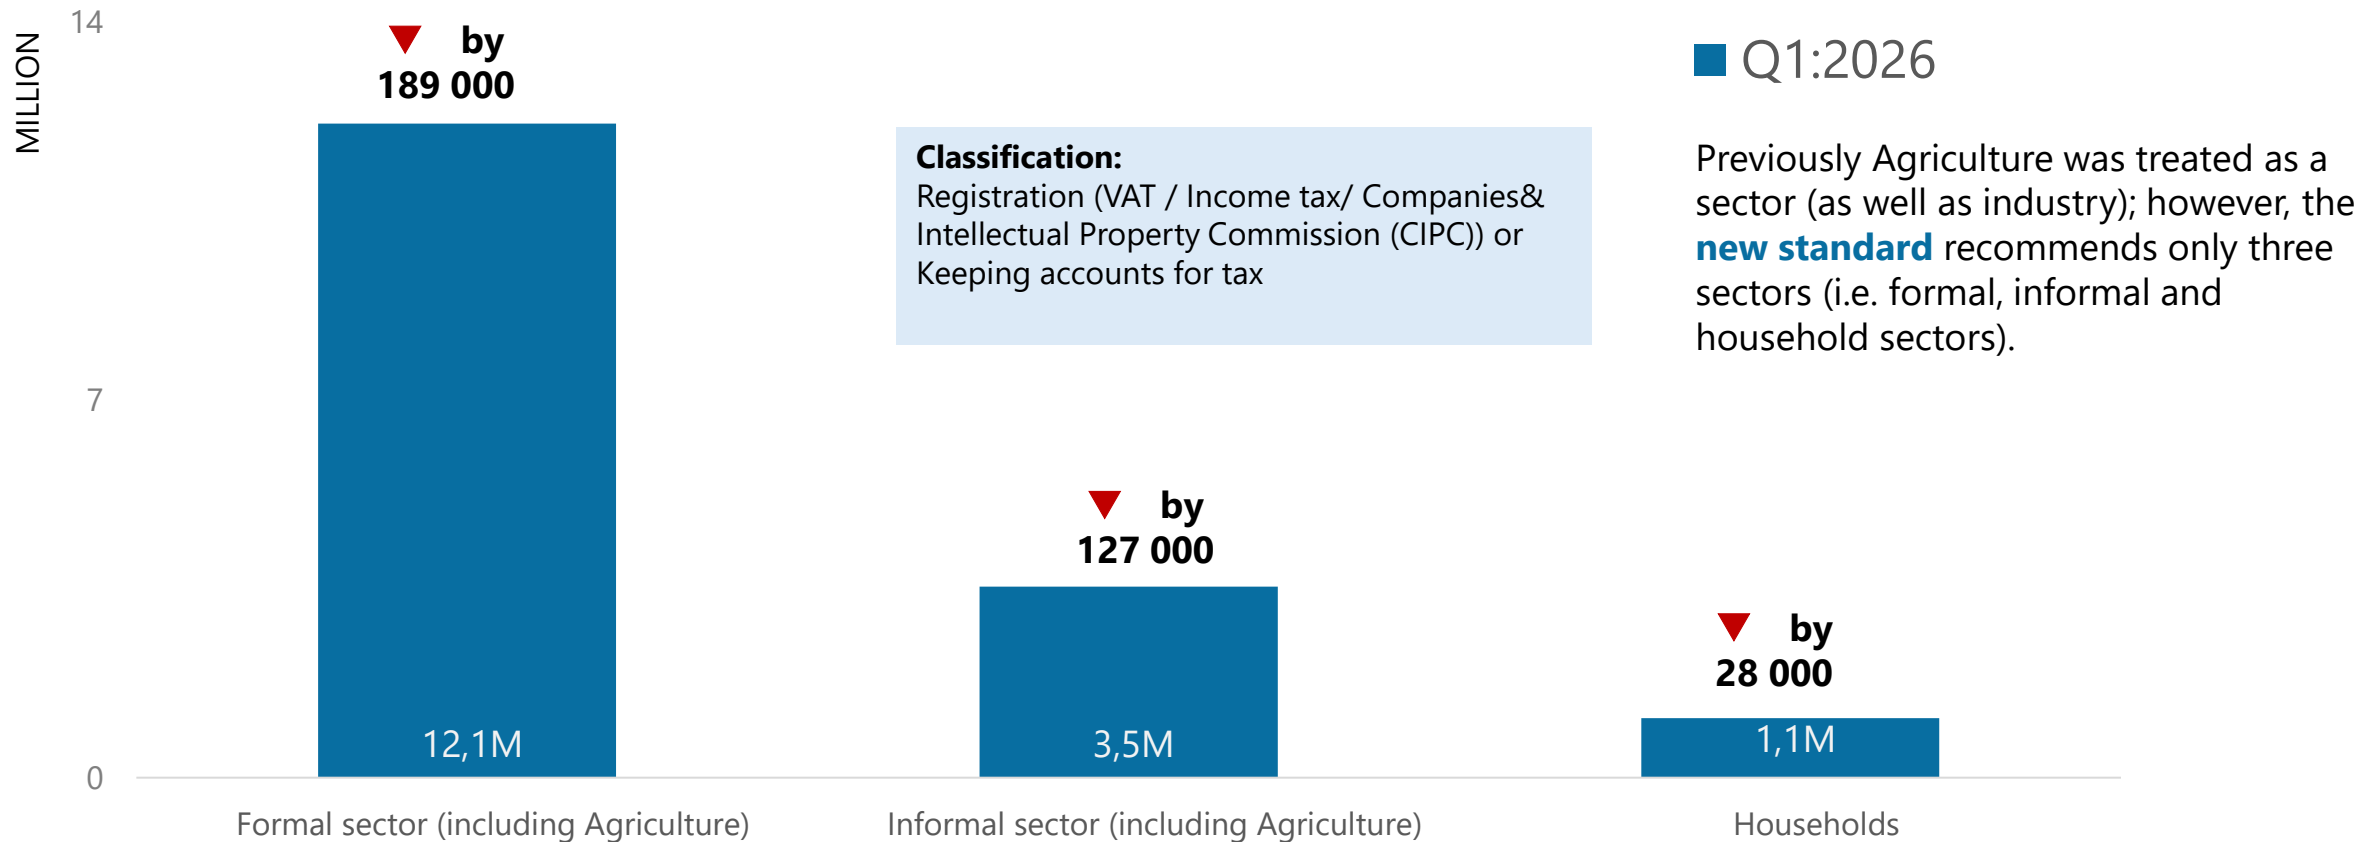 14
MILLION
7
0
▼ by
189 000
12,1M
Formal sector (including Agriculture)
Classification:
Registration (VAT / Income tax/ Companies&
Intellectual Property Commission (CIPC)) or
Keeping accounts for tax
▼ by
127 000
3,5M
Informal sector (including Agriculture)
▼ by
28 000
1,1M
Households
Q1:2026
Previously Agriculture was treated as a
sector (as well as industry); however, the
new standard recommends only three
sectors (i.e. formal, informal and
household sectors).